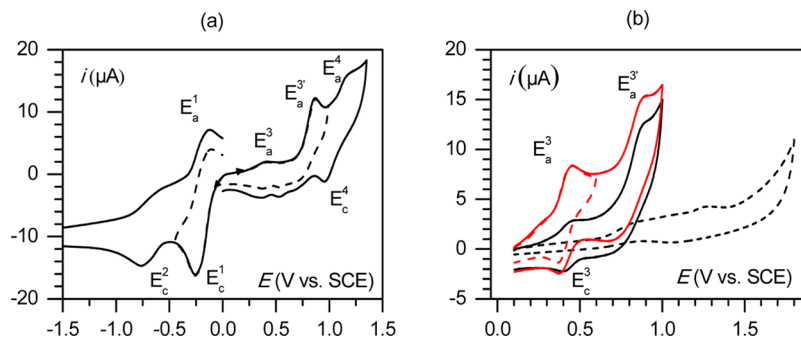 (a)
(b)
20
10
0
-10
-20
i (μA)
E_a^1
E_a^3
E_a^3'
E_a^4
E_c^4
E_c^2
E_c^1
E (V vs. SCE)
-1.5 -1.0 -0.5 0.0 0.5 1.0 1.5
20
15
10
5
0
-5
i (μA)
E_a^3
E_a^3'
E_c^3
E (V vs. SCE)
0.0 0.5 1.0 1.5